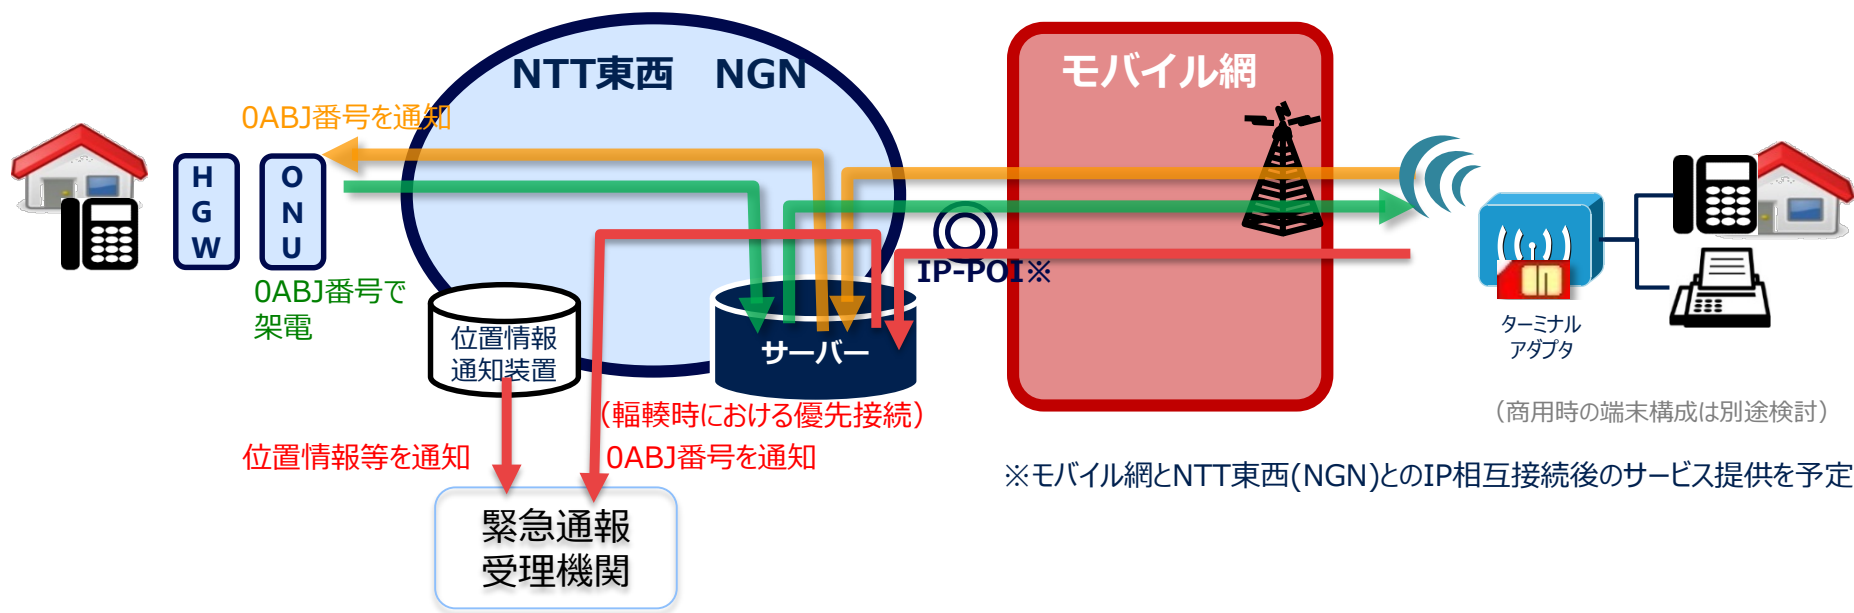 NTT東西　NGN
モバイル網
0ABJ番号を通知
HGW
ONU
IP-POI※
0ABJ番号で
架電
位置情報
通知装置
サーバー
ターミナル
アダプタ
（輻輳時における優先接続）
（商用時の端末構成は別途検討）
位置情報等を通知
0ABJ番号を通知
※モバイル網とNTT東西(NGN)とのIP相互接続後のサービス提供を予定
緊急通報
受理機関